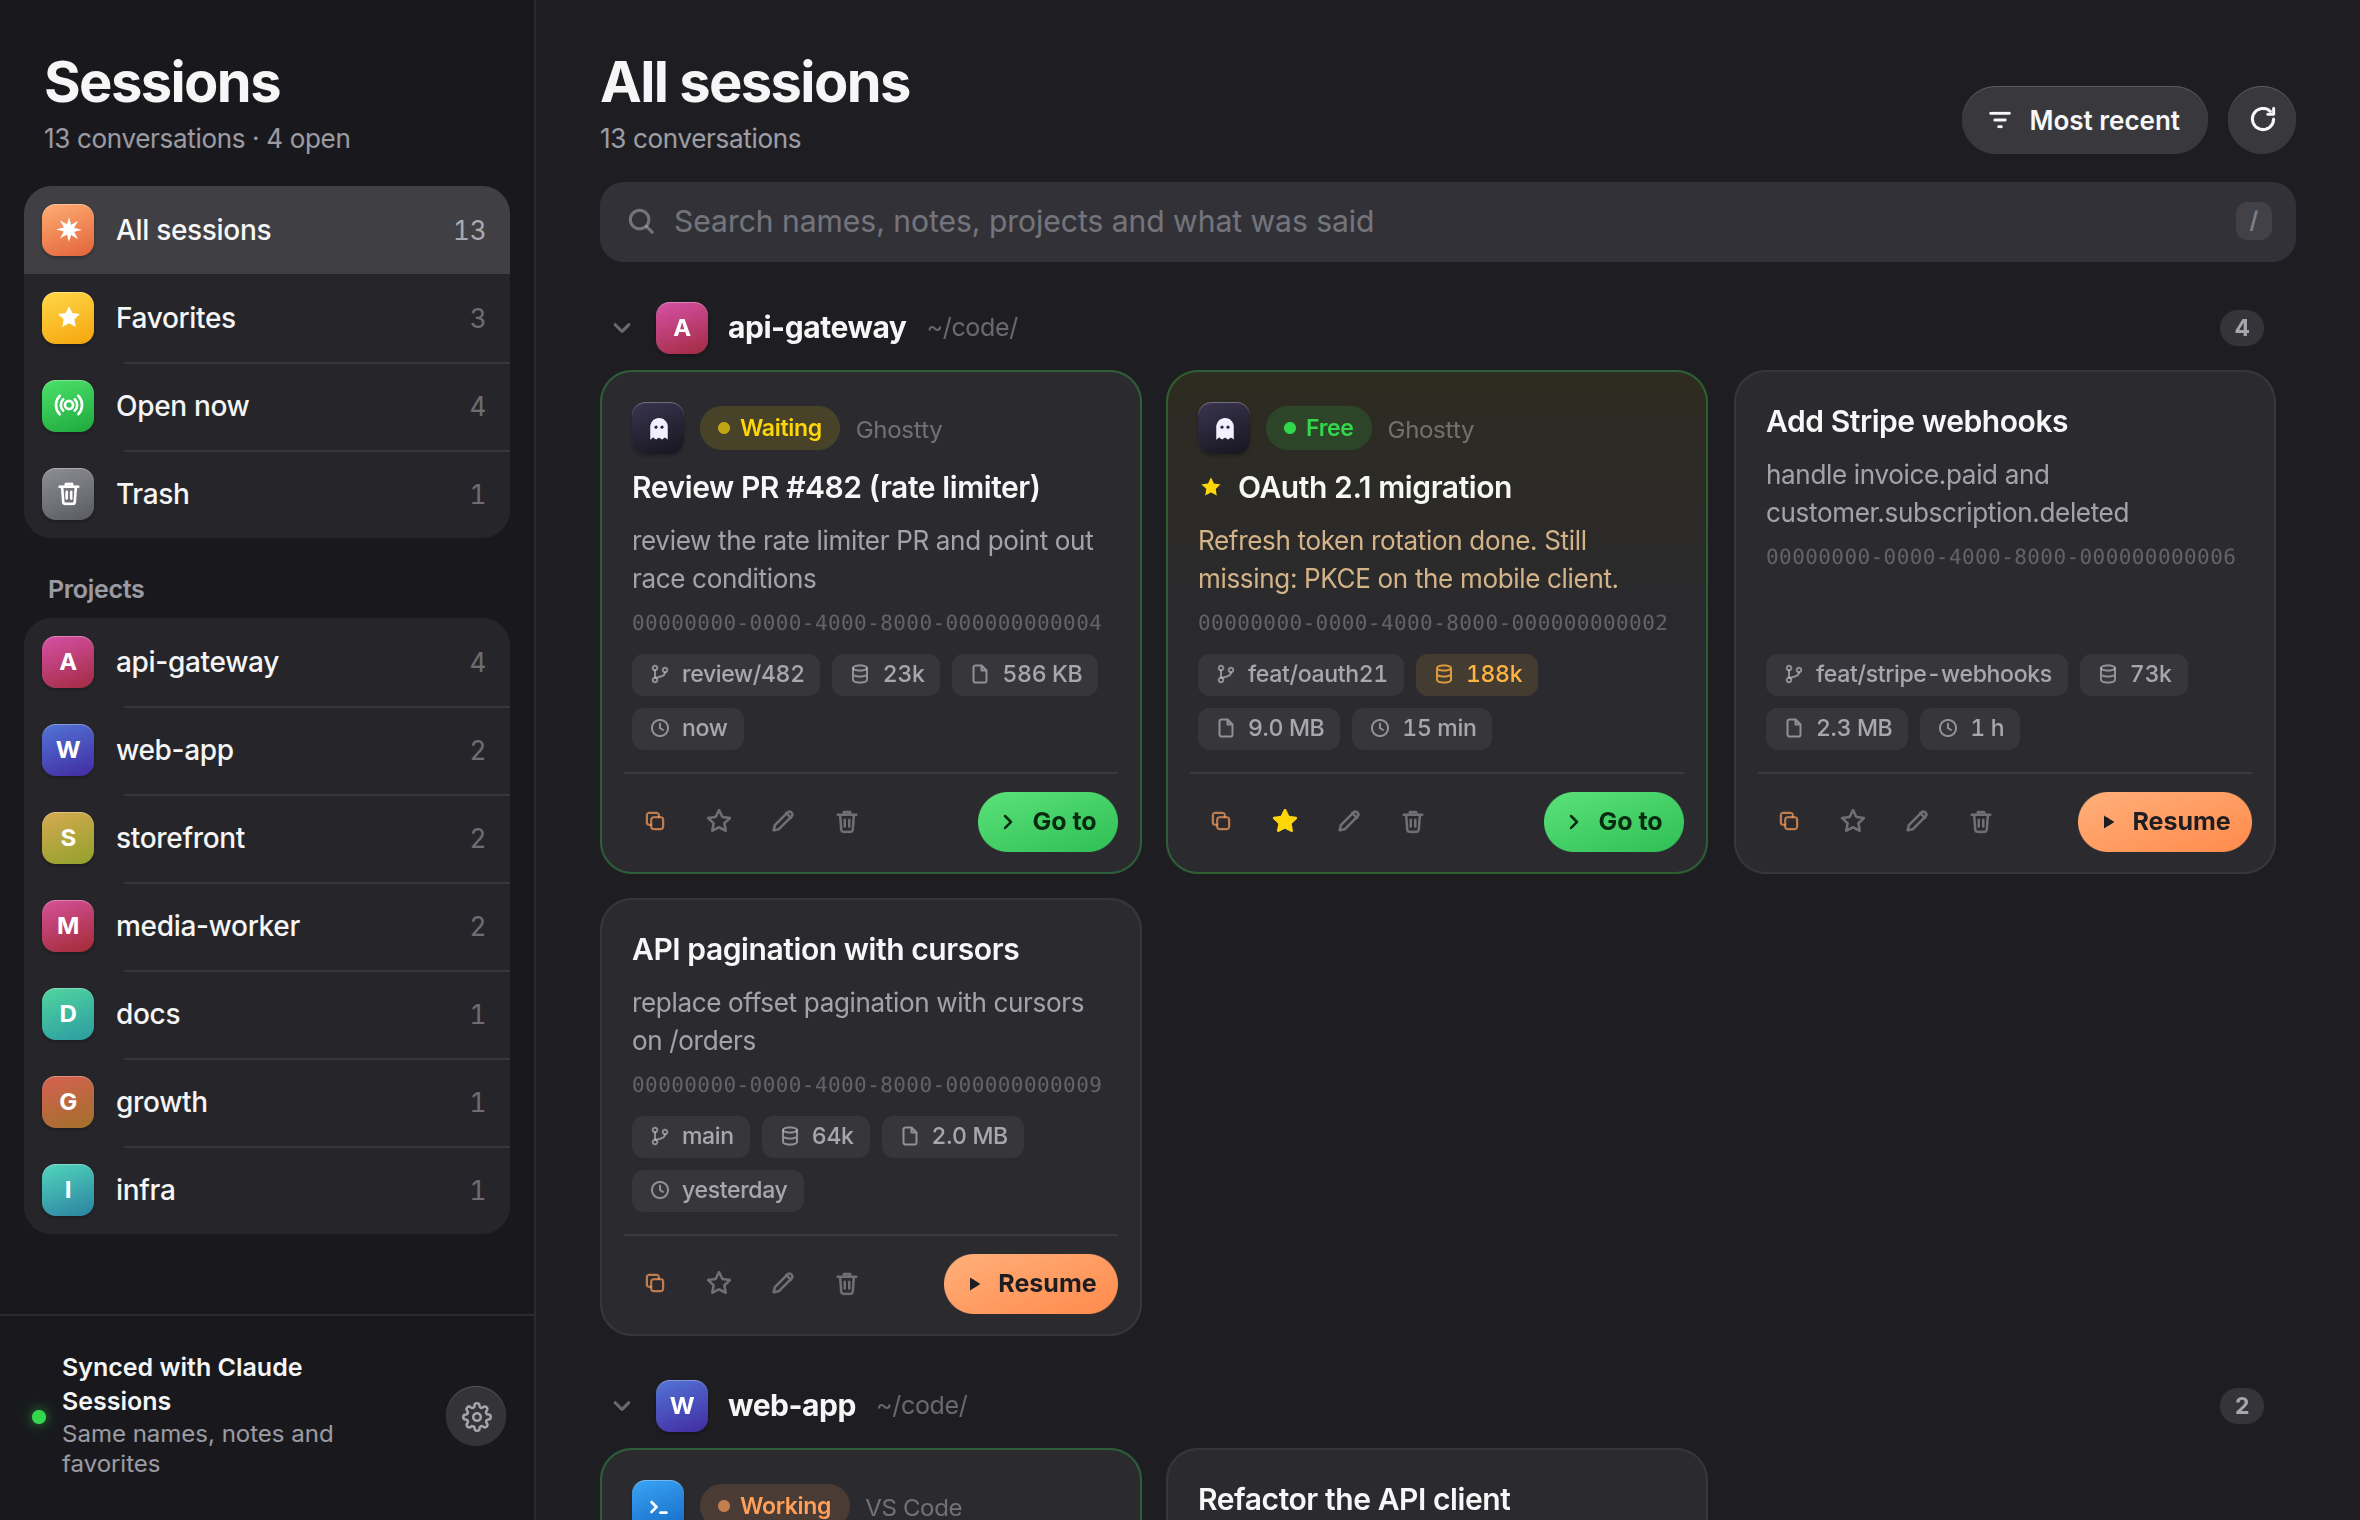 Sessions
13 conversations · 4 open
All sessions 13
Favorites 3
Open now 4
Trash 1
Projects
A api-gateway 4
W web-app 2
S storefront 2
M media-worker 2
D docs 1
G growth 1
I infra 1
Synced with Claude
Sessions
Same names, notes and
favorites
All sessions
13 conversations
Most recent
Search names, notes, projects and what was said /
A api-gateway ~/code/ 4
Waiting Ghostty
Review PR #482 (rate limiter)
review the rate limiter PR and point out
race conditions
00000000-0000-4000-8000-000000000004
review/482 23k 586 KB
now
Go to
Free Ghostty
OAuth 2.1 migration
Refresh token rotation done. Still
missing: PKCE on the mobile client.
00000000-0000-4000-8000-000000000002
feat/oauth21 188k
9.0 MB 15 min
Go to
Add Stripe webhooks
handle invoice.paid and
customer.subscription.deleted
00000000-0000-4000-8000-000000000006
feat/stripe-webhooks 73k
2.3 MB 1 h
Resume
API pagination with cursors
replace offset pagination with cursors
on /orders
00000000-0000-4000-8000-000000000009
main 64k 2.0 MB
yesterday
Resume
W web-app ~/code/ 2
Working VS Code
Refactor the API client